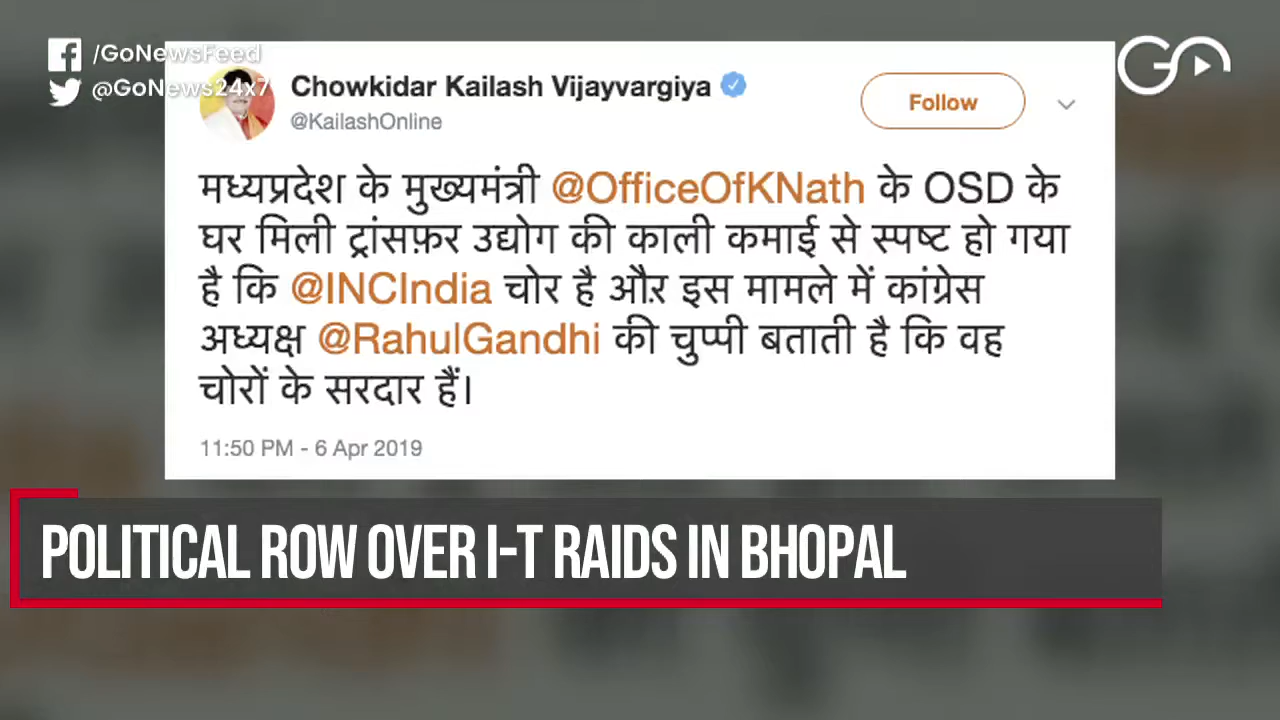 /GoNewsFeed
@GoNews24x7
GO
Chowkidar Kailash Vijayvargiya
@KailashOnline
Follow
मध्यप्रदेश के मुख्यमंत्री @OfficeOfKNath के OSD के
घर मिली ट्रांसफ़र उद्योग की काली कमाई से स्पष्ट हो गया
है कि @INCIndia चोर है औऱ इस मामले में कांग्रेस
अध्यक्ष @RahulGandhi की चुप्पी बताती है कि वह
चोरों के सरदार हैं।
11:50 PM - 6 Apr 2019
POLITICAL ROW OVER I-T RAIDS IN BHOPAL